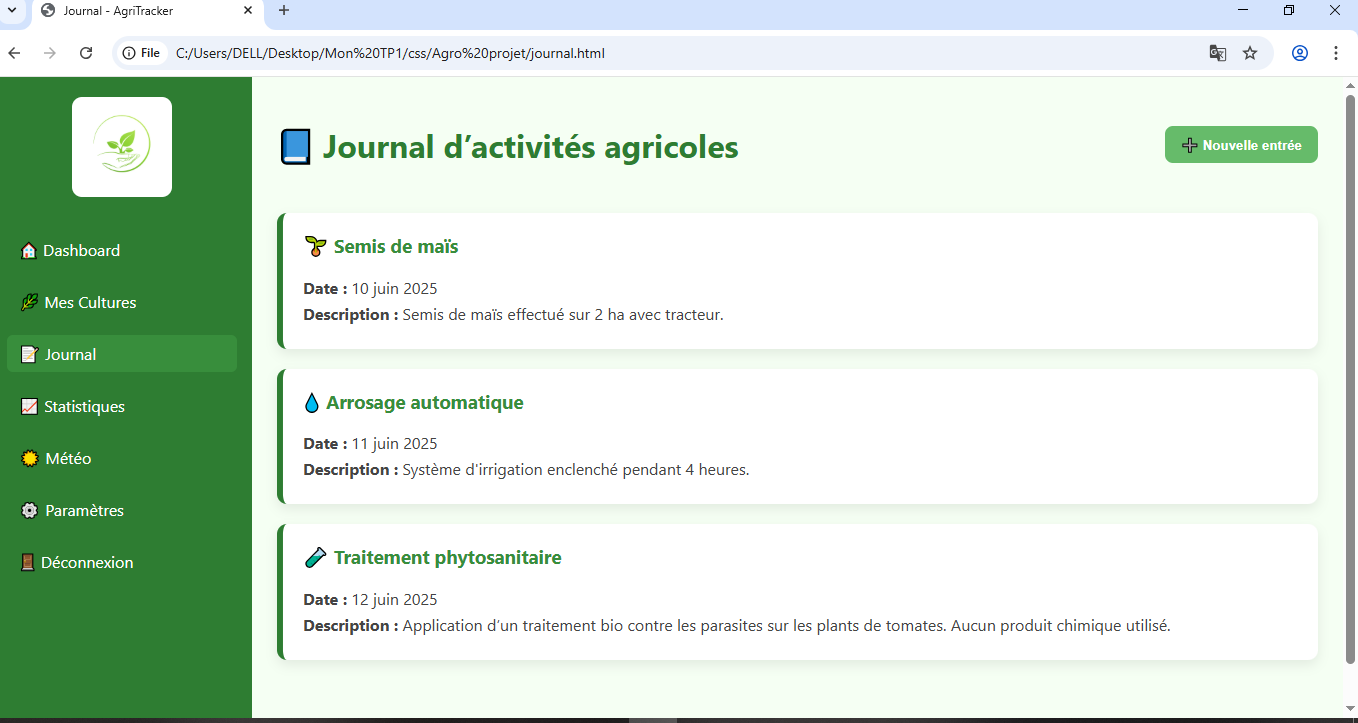 Journal - AgriTracker
File
C:/Users/DELL/Desktop/Mon%20TP1/css/Agro%20projet/journal.html
Dashboard
Mes Cultures
Journal
Statistiques
Météo
Paramètres
Déconnexion
Journal d’activités agricoles
Nouvelle entrée
Semis de maïs
Date : 10 juin 2025
Description : Semis de maïs effectué sur 2 ha avec tracteur.
Arrosage automatique
Date : 11 juin 2025
Description : Système d'irrigation enclenché pendant 4 heures.
Traitement phytosanitaire
Date : 12 juin 2025
Description : Application d’un traitement bio contre les parasites sur les plants de tomates. Aucun produit chimique utilisé.